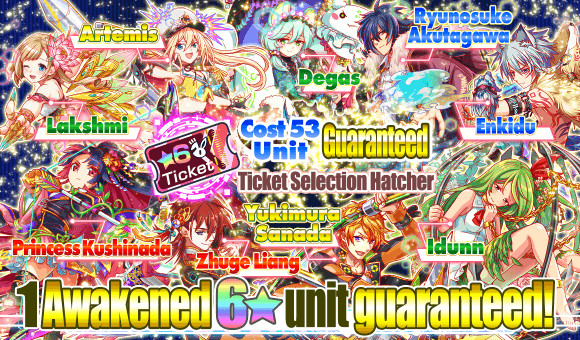 Artemis
Ryunosuke
Akutagawa
Degas
Lakshmi
Enkidu
★6
Ticket
Cost 53
Unit
Guaranteed
Ticket Selection Hatcher
Princess Kushinada
Zhuge Liang
Yukimura
Sanada
Idunn
1 Awakened 6★ unit guaranteed!